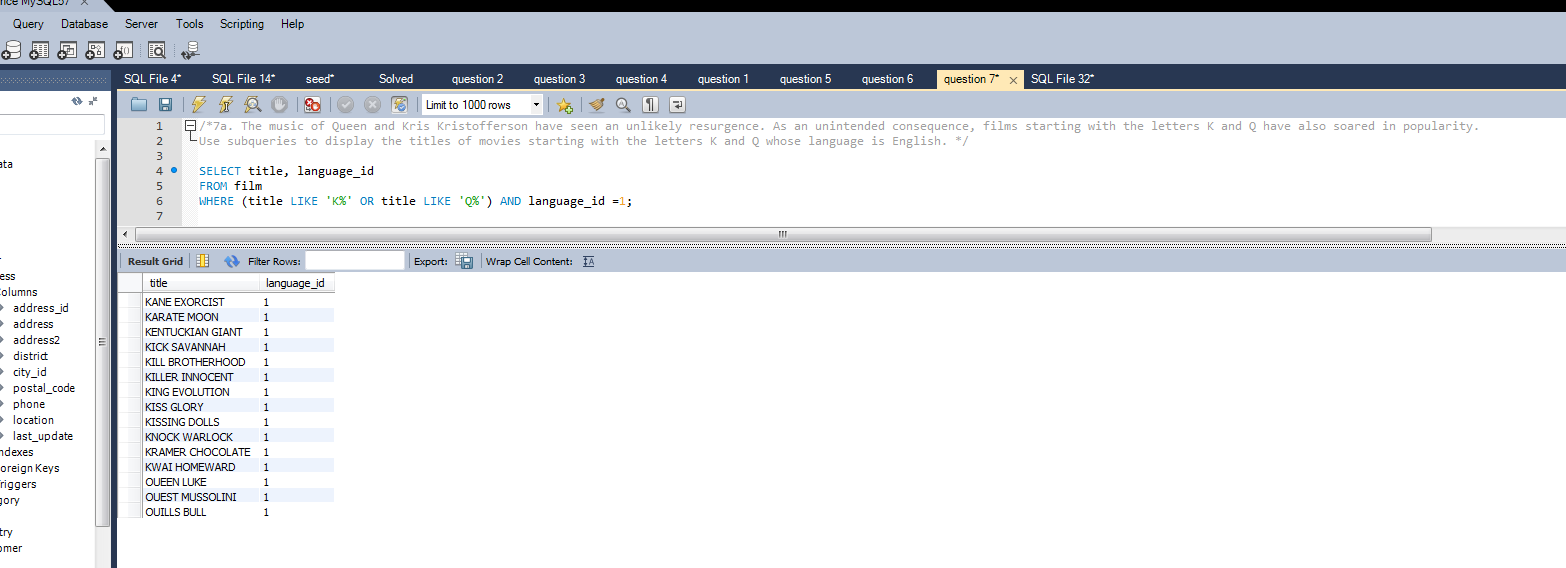 nce MySQL57 ×
Query Database Server Tools Scripting Help
SQL File 4* SQL File 14* seed* Solved question 2 question 3 question 4 question 1 question 5 question 6 question 7* × SQL File 32*
Limit to 1000 rows
1 /*7a. The music of Queen and Kris Kristofferson have seen an unlikely resurgence. As an unintended consequence, films starting with the letters K and Q have also soared in popularity.
2 Use subqueries to display the titles of movies starting with the letters K and Q whose language is English. */
3
4 SELECT title, language_id
5 FROM film
6 WHERE (title LIKE 'K%' OR title LIKE 'Q%') AND language_id =1;
7
ata
ess
Columns
address_id
address
address2
district
city_id
postal_code
phone
location
last_update
ndexes
oreign Keys
riggers
gory
try
omer
Result Grid Filter Rows: Export: Wrap Cell Content:
title language_id
KANE EXORCIST 1
KARATE MOON 1
KENTUCKIAN GIANT 1
KICK SAVANNAH 1
KILL BROTHERHOOD 1
KILLER INNOCENT 1
KING EVOLUTION 1
KISS GLORY 1
KISSING DOLLS 1
KNOCK WARLOCK 1
KRAMER CHOCOLATE 1
KWAI HOMEWARD 1
QUEEN LUKE 1
QUEST MUSSOLINI 1
QUILLS BULL 1